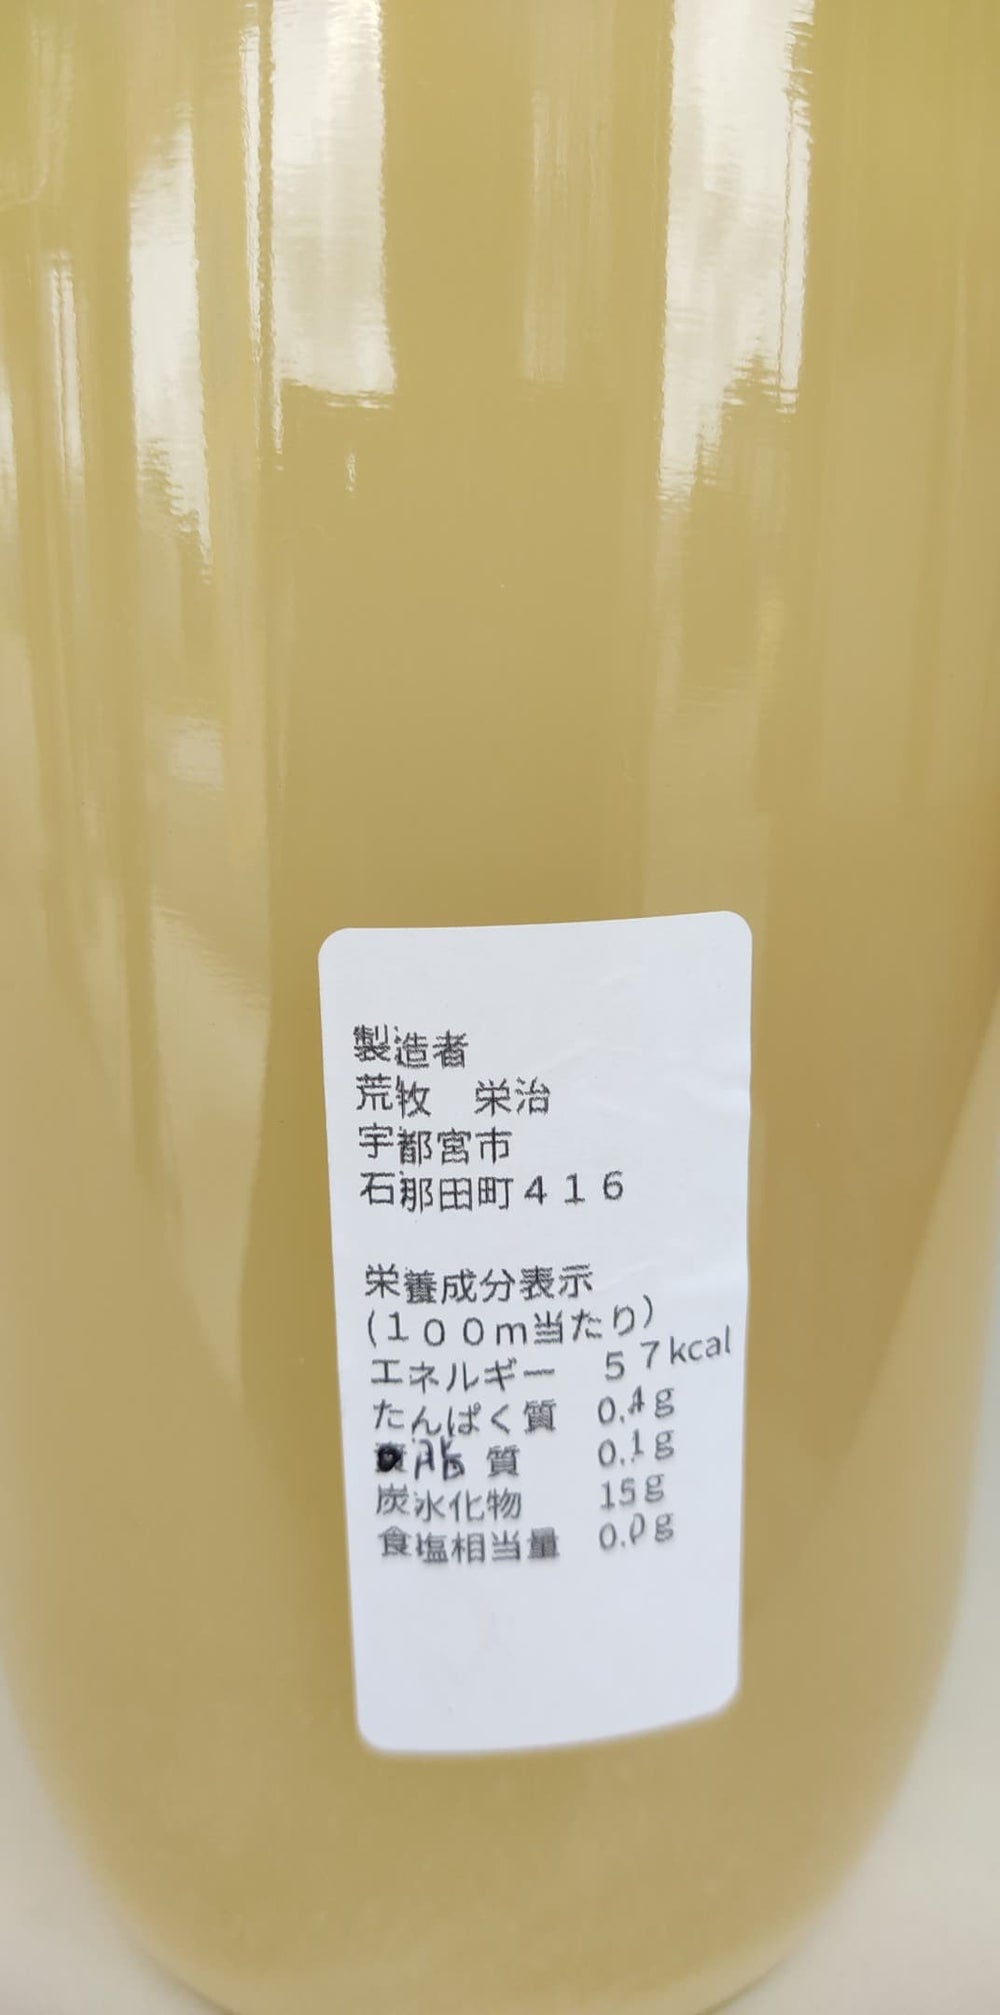 製造者
荒牧　栄治
宇都宮市
石那田町４１６
栄養成分表示
(１００ｍ当たり)
エネルギー　５７kcal
たんぱく質　0.4g
脂質　0.1g
炭水化物　15g
食塩相当量　0.0g